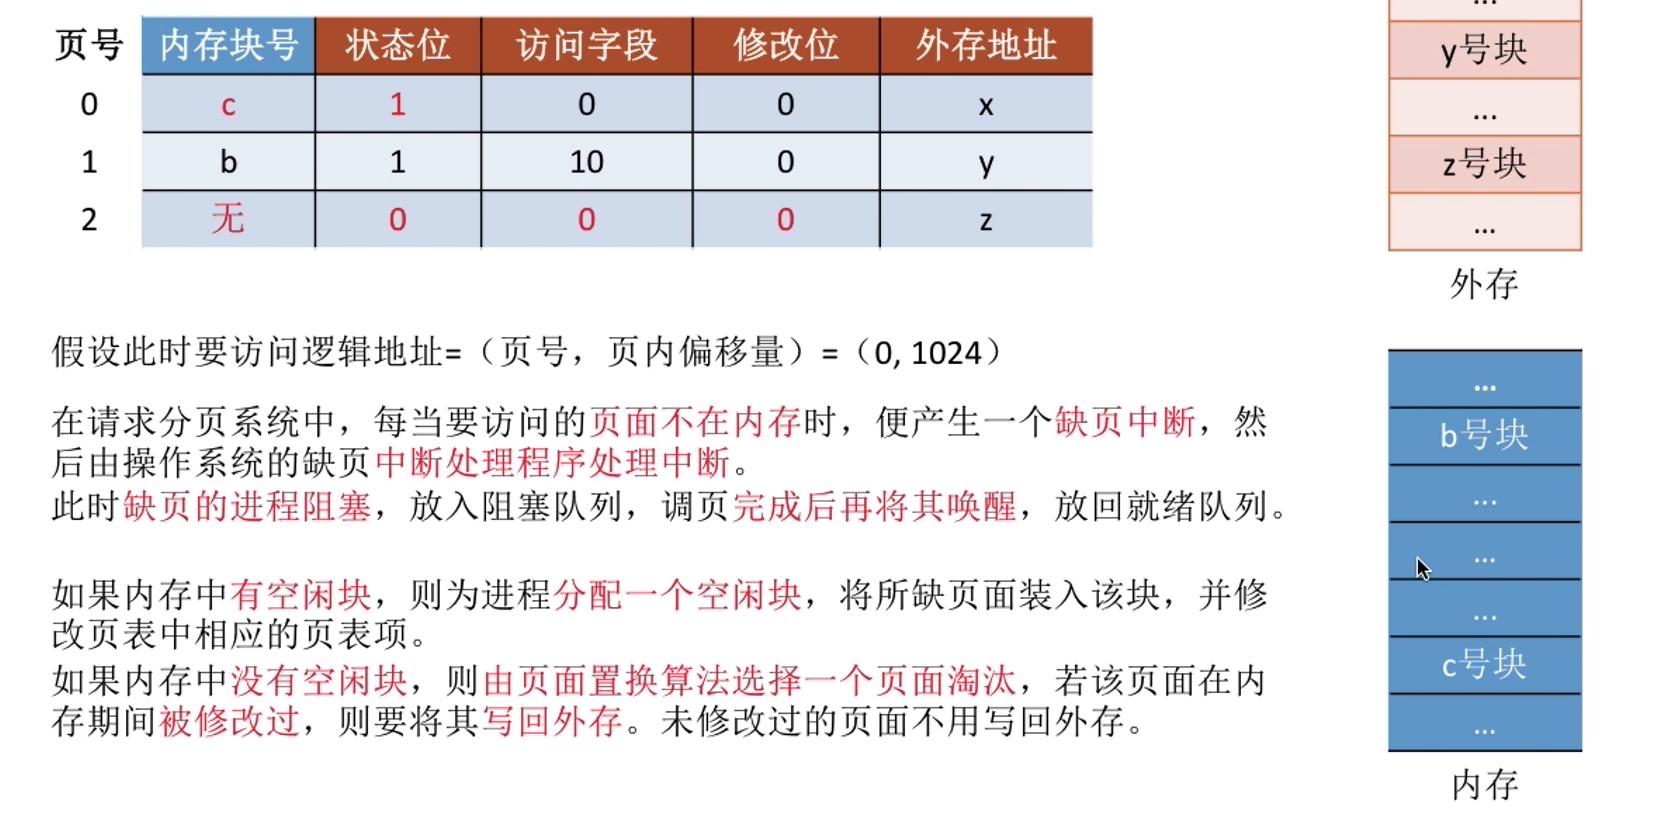 页号 内存块号 状态位 访问字段 修改位 外存地址
0 c 1 0 0 x
1 b 1 10 0 y
2 无 0 0 0 z
...
y号块
...
z号块
...
外存
假设此时要访问逻辑地址=（页号，页内偏移量）=（0, 1024）
在请求分页系统中，每当要访问的页面不在内存时，便产生一个缺页中断，然
后由操作系统的缺页中断处理程序处理中断。
此时缺页的进程阻塞，放入阻塞队列，调页完成后再将其唤醒，放回就绪队列。
如果内存中有空闲块，则为进程分配一个空闲块，将所缺页面装入该块，并修
改页表中相应的页表项。
如果内存中没有空闲块，则由页面置换算法选择一个页面淘汰，若该页面在内
存期间被修改过，则要将其写回外存。未修改过的页面不用写回外存。
...
b号块
...
...
...
c号块
...
内存